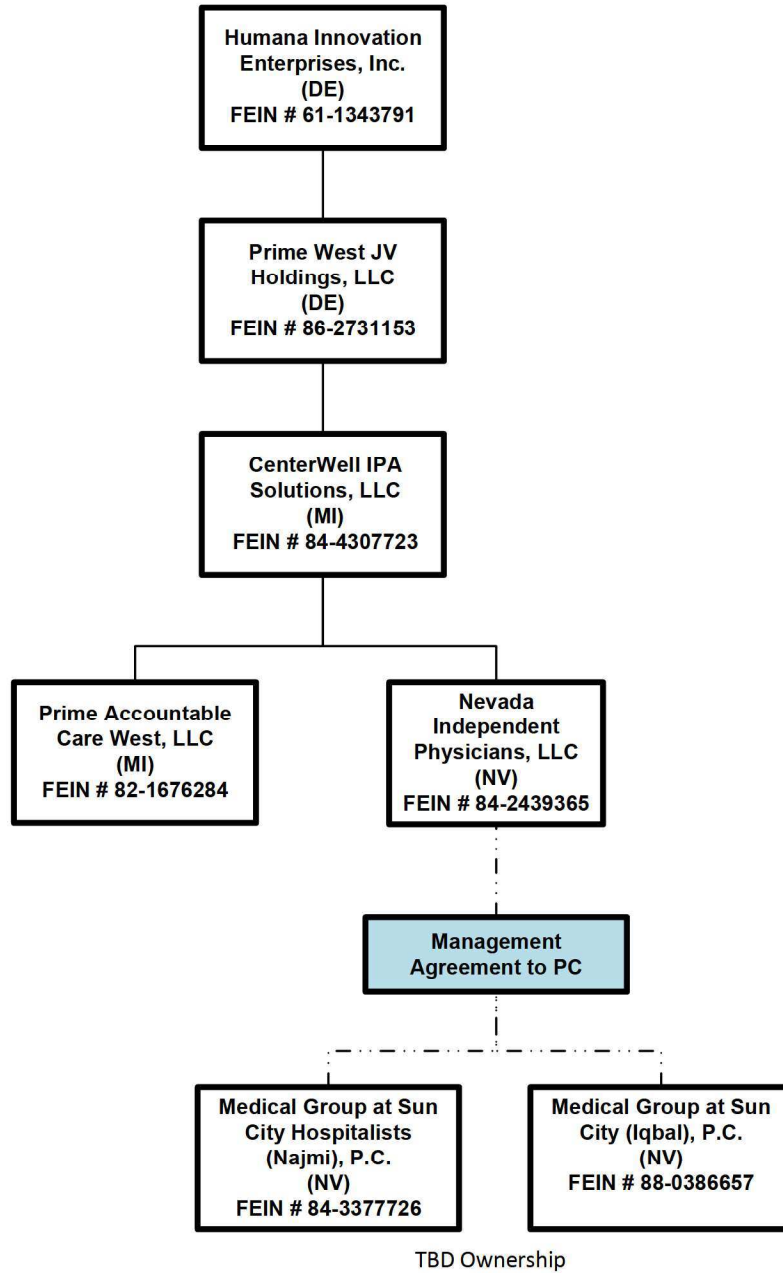 Humana Innovation
Enterprises, Inc.
(DE)
FEIN # 61-1343791
Prime West JV
Holdings, LLC
(DE)
FEIN # 86-2731153
CenterWell IPA
Solutions, LLC
(MI)
FEIN # 84-4307723
Prime Accountable
Care West, LLC
(MI)
FEIN # 82-1676284
Nevada
Independent
Physicians, LLC
(NV)
FEIN # 84-2439365
Management
Agreement to PC
Medical Group at Sun
City Hospitalists
(Najmi), P.C.
(NV)
FEIN # 84-3377726
Medical Group at Sun
City (Iqbal), P.C.
(NV)
FEIN # 88-0386657
TBD Ownership